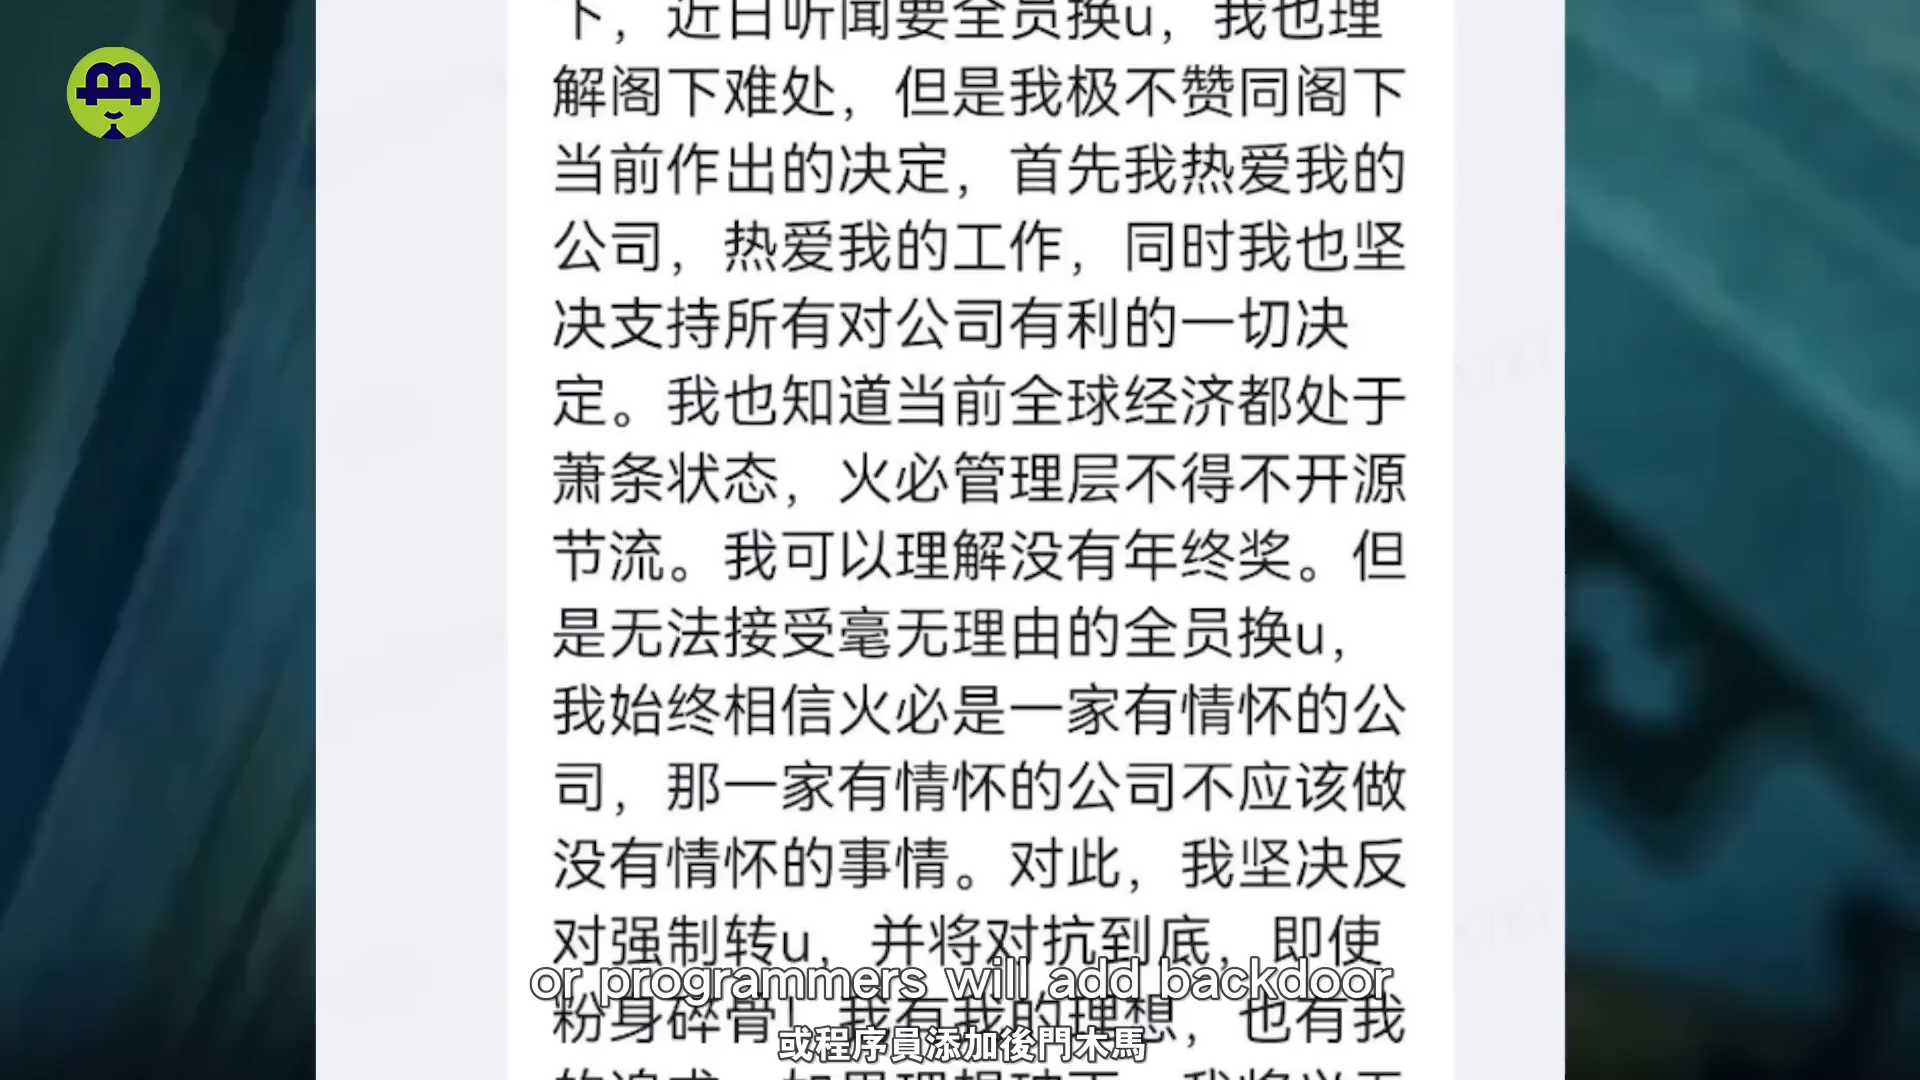 下，近日听闻要全员换u，我也理
解阁下难处，但是我极不赞同阁下
当前作出的决定，首先我热爱我的
公司，热爱我的工作，同时我也坚
决支持所有对公司有利的一切决
定。我也知道当前全球经济都处于
萧条状态，火必管理层不得不开源
节流。我可以理解没有年终奖。但
是无法接受毫无理由的全员换u，
我始终相信火必是一家有情怀的公
司，那一家有情怀的公司不应该做
没有情怀的事情。对此，我坚决反
对强制转u，并将对抗到底，即使
粉身碎骨！我有我的理想，也有我
or programmers will add backdoor
或程序員添加後門木馬